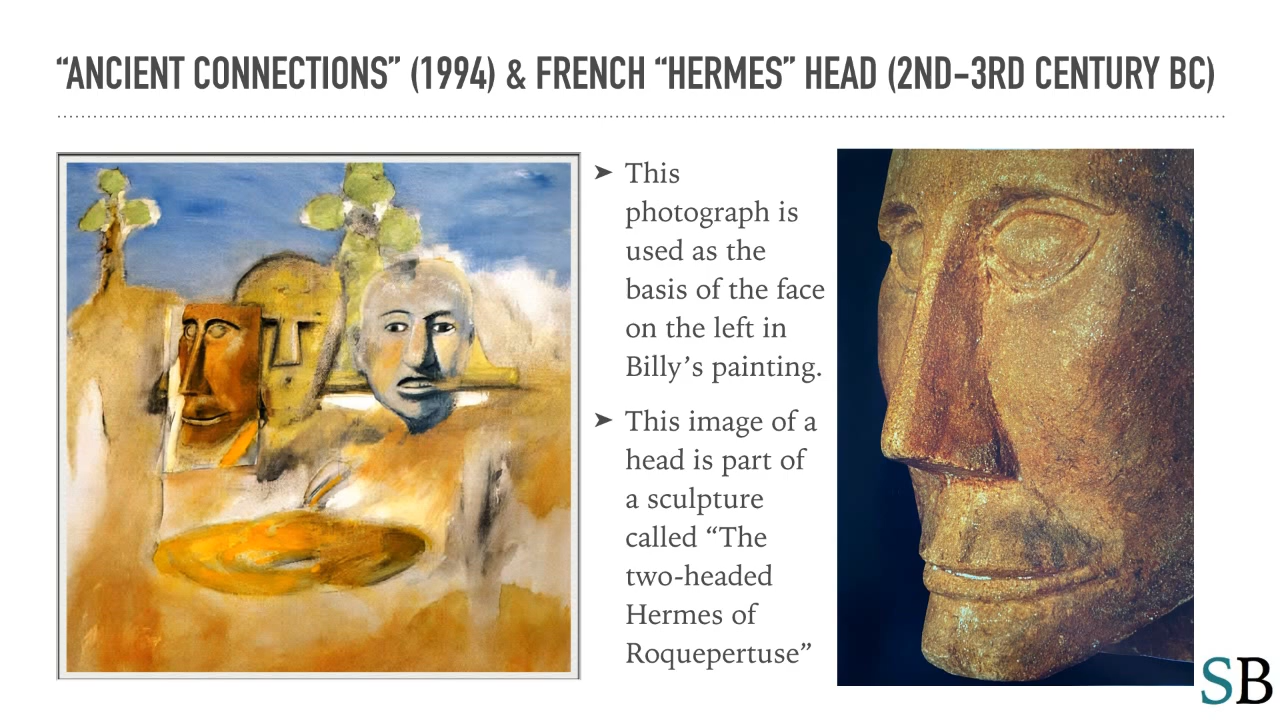 “ANCIENT CONNECTIONS” (1994) & FRENCH “HERMES” HEAD (2ND-3RD CENTURY BC)
➤ This
photograph is
used as the
basis of the face
on the left in
Billy’s painting.
➤ This image of a
head is part of
a sculpture
called “The
two-headed
Hermes of
Roquepertuse”
SB